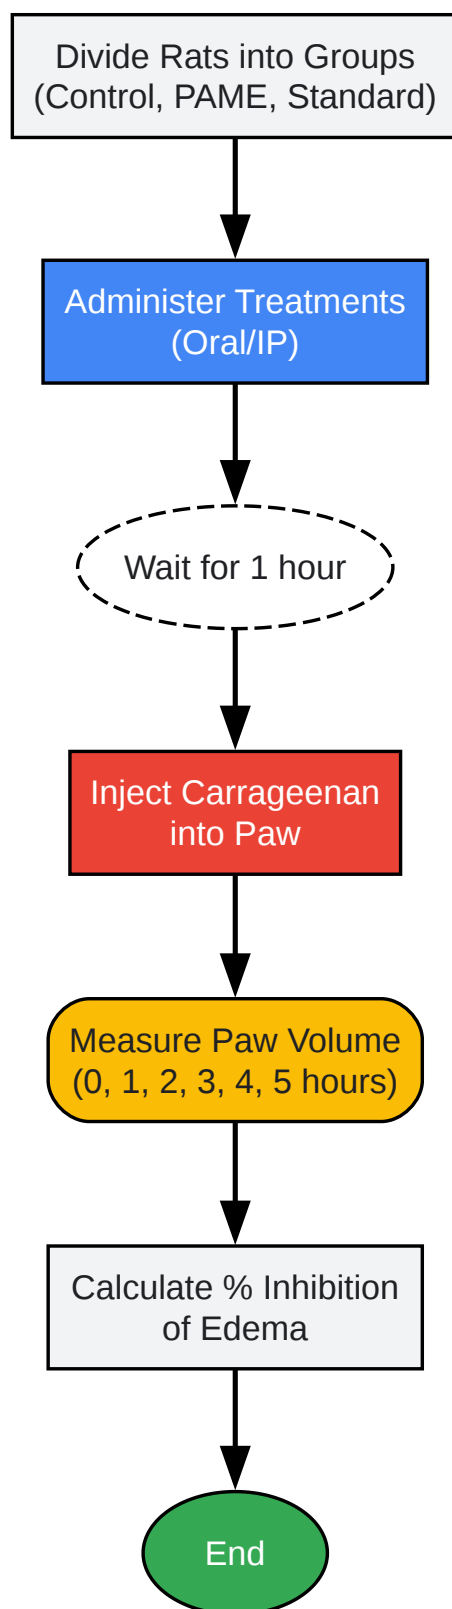 Divide Rats into Groups
(Control, PAME, Standard)
Administer Treatments
(Oral/IP)
Wait for 1 hour
Inject Carrageenan
into Paw
Measure Paw Volume
(0, 1, 2, 3, 4, 5 hours)
Calculate % Inhibition
of Edema
End